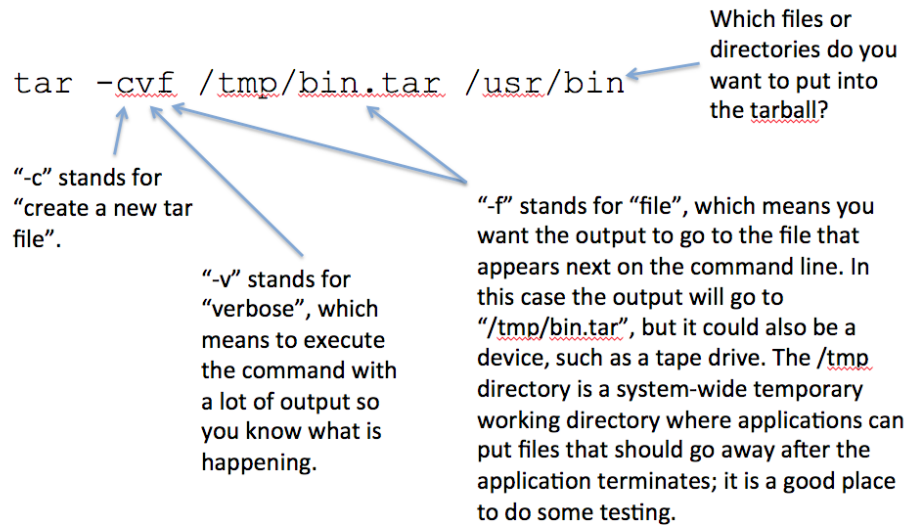 Which files or
directories do you
want to put into
the tarball?
tar -cvf /tmp/bin.tar /usr/bin
“-c” stands for
“create a new tar
file”.
“-v” stands for
“verbose”, which
means to execute
the command with
a lot of output so
you know what is
happening.
“-f” stands for “file”, which means you
want the output to go to the file that
appears next on the command line. In
this case the output will go to
“/tmp/bin.tar”, but it could also be a
device, such as a tape drive. The /tmp
directory is a system-wide temporary
working directory where applications can
put files that should go away after the
application terminates; it is a good place
to do some testing.